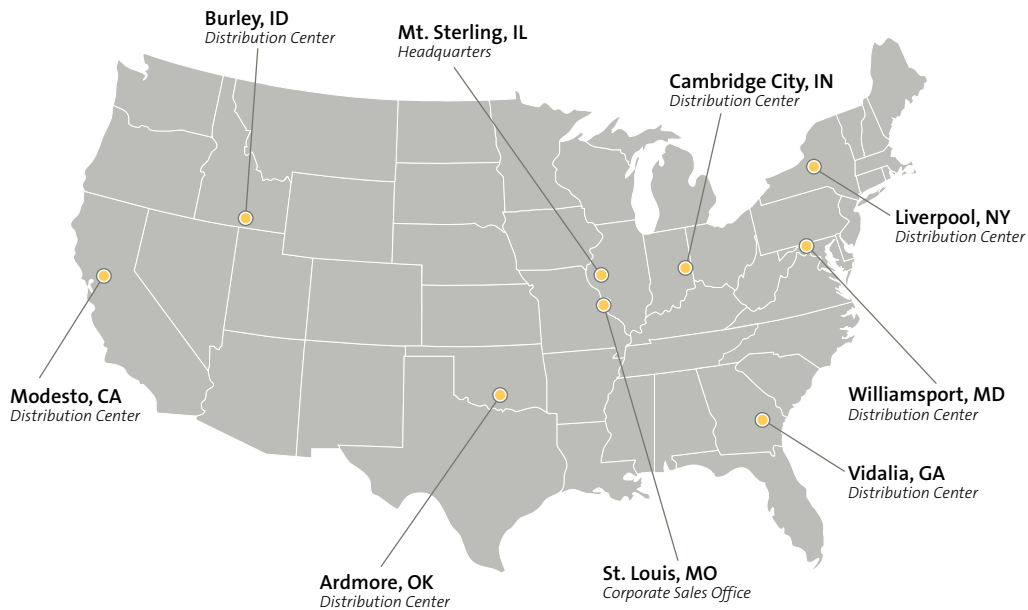 Burley, ID
Distribution Center
Mt. Sterling, IL
Headquarters
Cambridge City, IN
Distribution Center
Liverpool, NY
Distribution Center
Modesto, CA
Distribution Center
Williamsport, MD
Distribution Center
Vidalia, GA
Distribution Center
Ardmore, OK
Distribution Center
St. Louis, MO
Corporate Sales Office